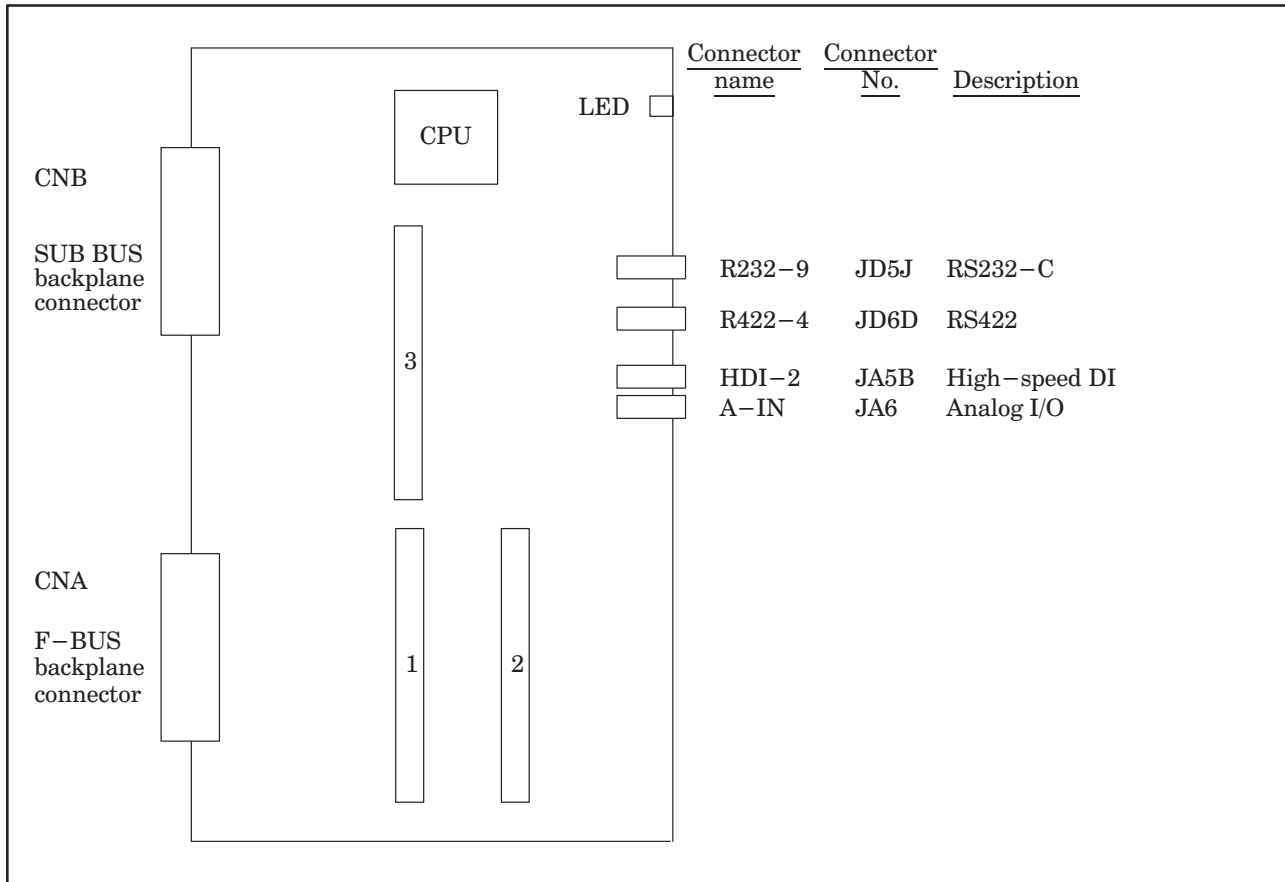 Connector name
Connector No.
Description
LED
CPU
CNB
SUB BUS
backplane
connector
R232−9 JD5J RS232−C
R422−4 JD6D RS422
3
HDI−2 JA5B High−speed DI
A−IN JA6 Analog I/O
CNA
F−BUS
backplane
connector
1
2